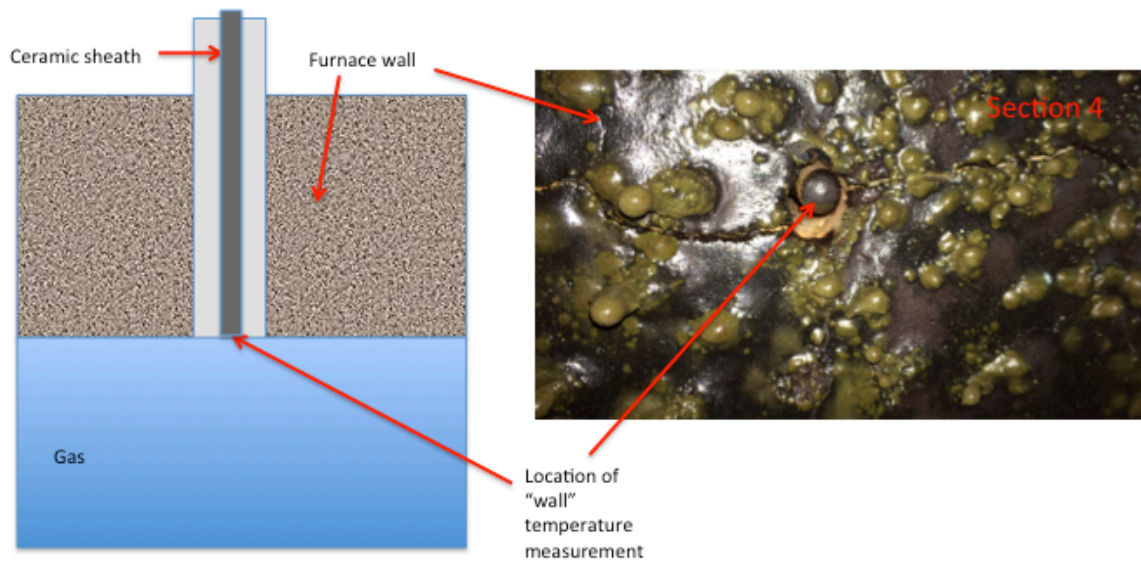 Ceramic sheath
Furnace wall
Section 4
Gas
Location of
“wall”
temperature
measurement